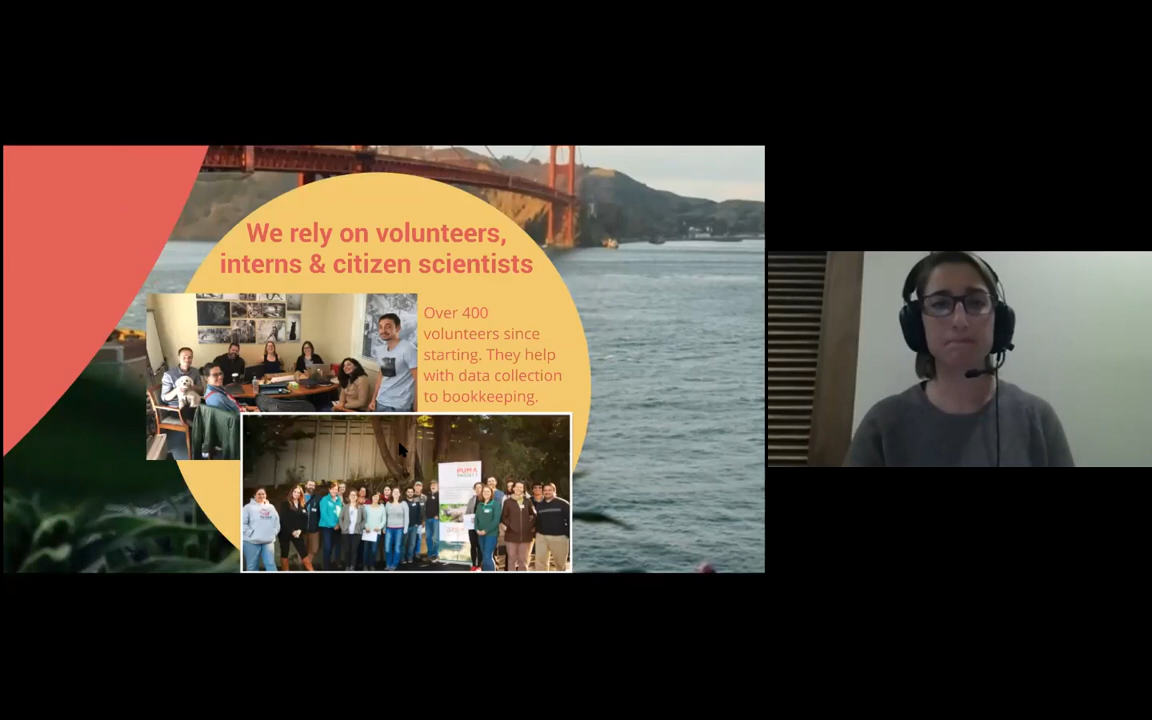 We rely on volunteers,
interns & citizen scientists
Over 400
volunteers since
starting. They help
with data collection
to bookkeeping.
PUMA